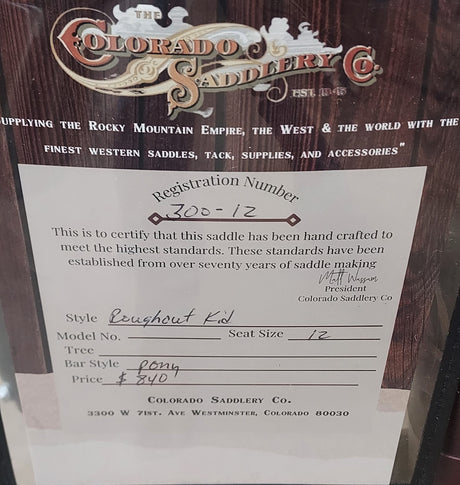 THE
COLORADO
SADDLERY CO.
EST. 1945
SUPPLYING THE ROCKY MOUNTAIN EMPIRE, THE WEST & THE WORLD WITH THE
FINEST WESTERN SADDLES, TACK, SUPPLIES, AND ACCESSORIES"
Registration Number
300-12
This is to certify that this saddle has been hand crafted to
meet the highest standards. These standards have been
established from over seventy years of saddle making
President
Colorado Saddlery Co
Style Roughout Kid
Model No. Seat Size 12
Tree
Bar Style Pony
Price $ 840
COLORADO SADDLERY CO.
3300 W 71ST. AVE WESTMINSTER, COLORADO 80030